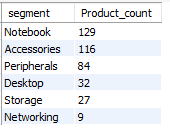 segment Product_count
Notebook 129
Accessories 116
Peripherals 84
Desktop 32
Storage 27
Networking 9